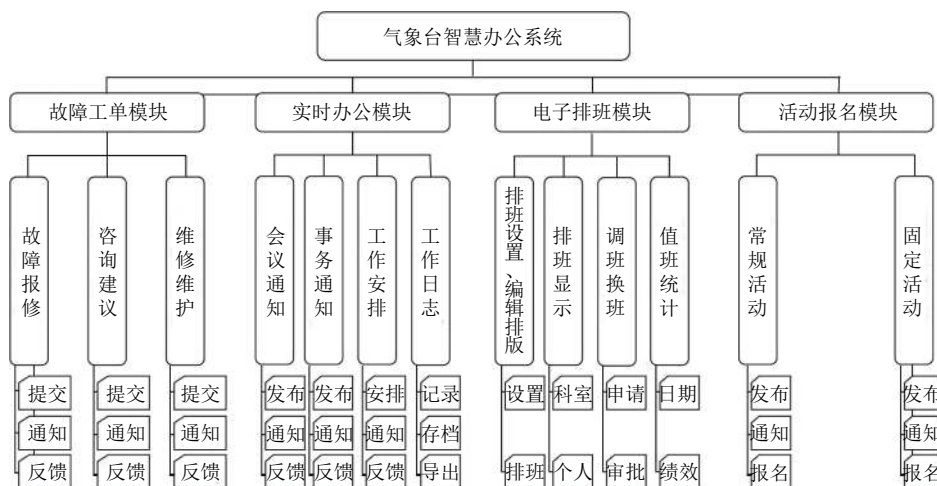 气象台智慧办公系统
故障工单模块
实时办公模块
电子排班模块
活动报名模块
故障报修
咨询建议
维修维护
会议通知
事务通知
工作安排
工作日志
排班设置、编辑排版
排班显示
调班换班
值班统计
常规活动
固定活动
提交
提交
提交
发布
发布
安排
记录
设置
科室
申请
日期
发布
发布
通知
通知
通知
通知
通知
通知
存档
通知
通知
反馈
反馈
反馈
反馈
反馈
反馈
导出
排班
个人
审批
绩效
报名
报名